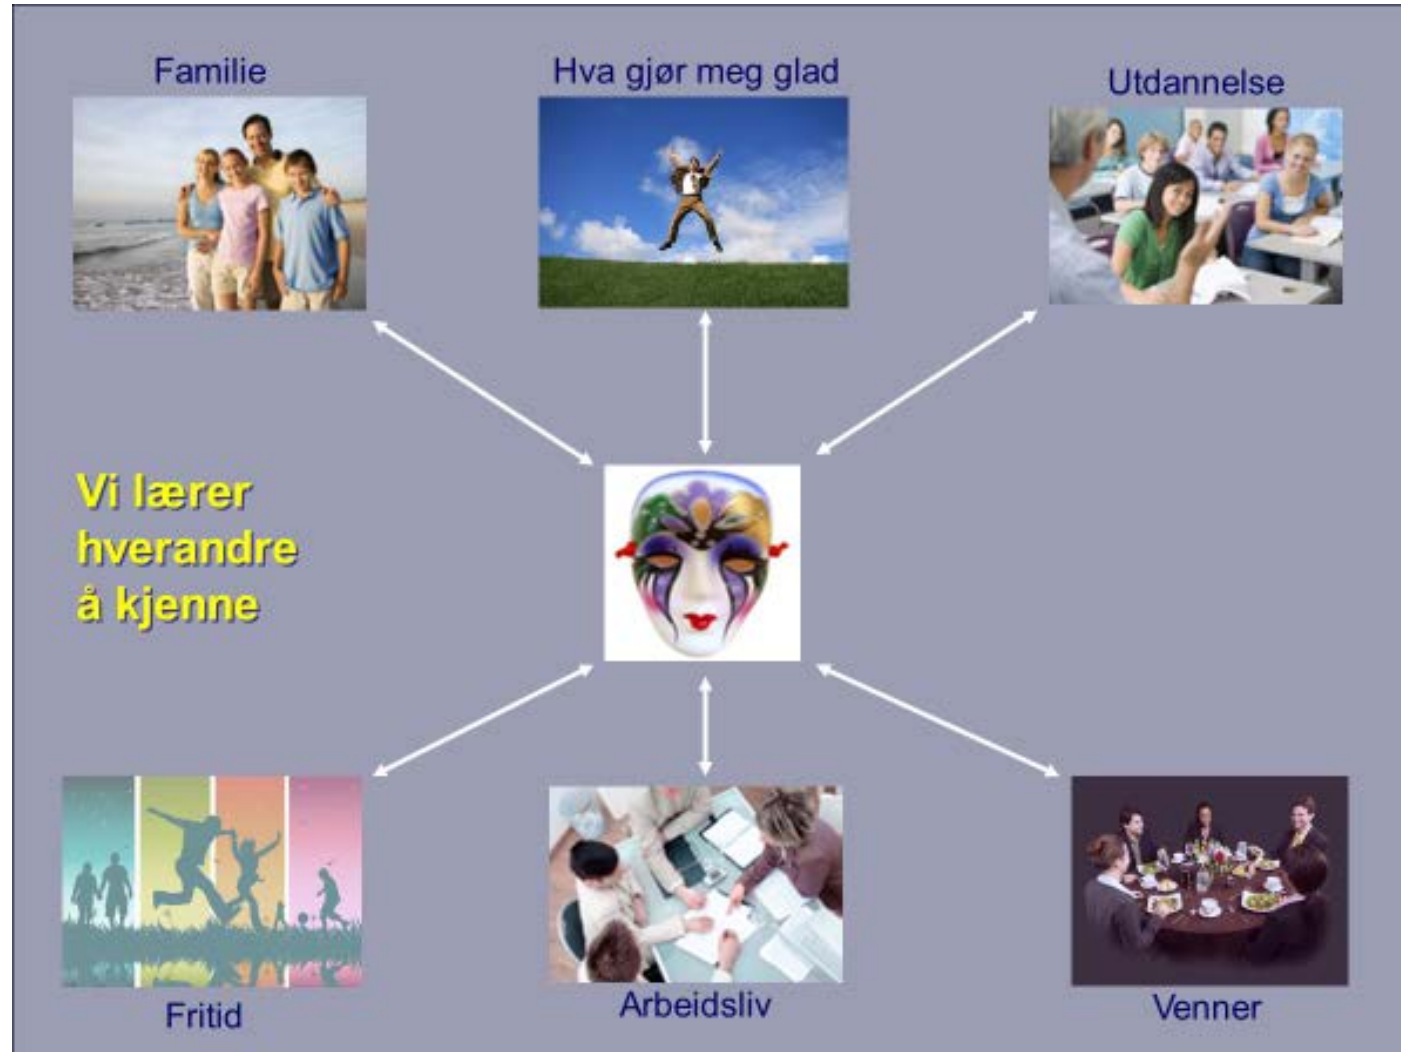 Familie
Hva gjør meg glad
Utdannelse
Vi lærer
hverandre
å kjenne
Fritid
Arbeidsliv
Venner